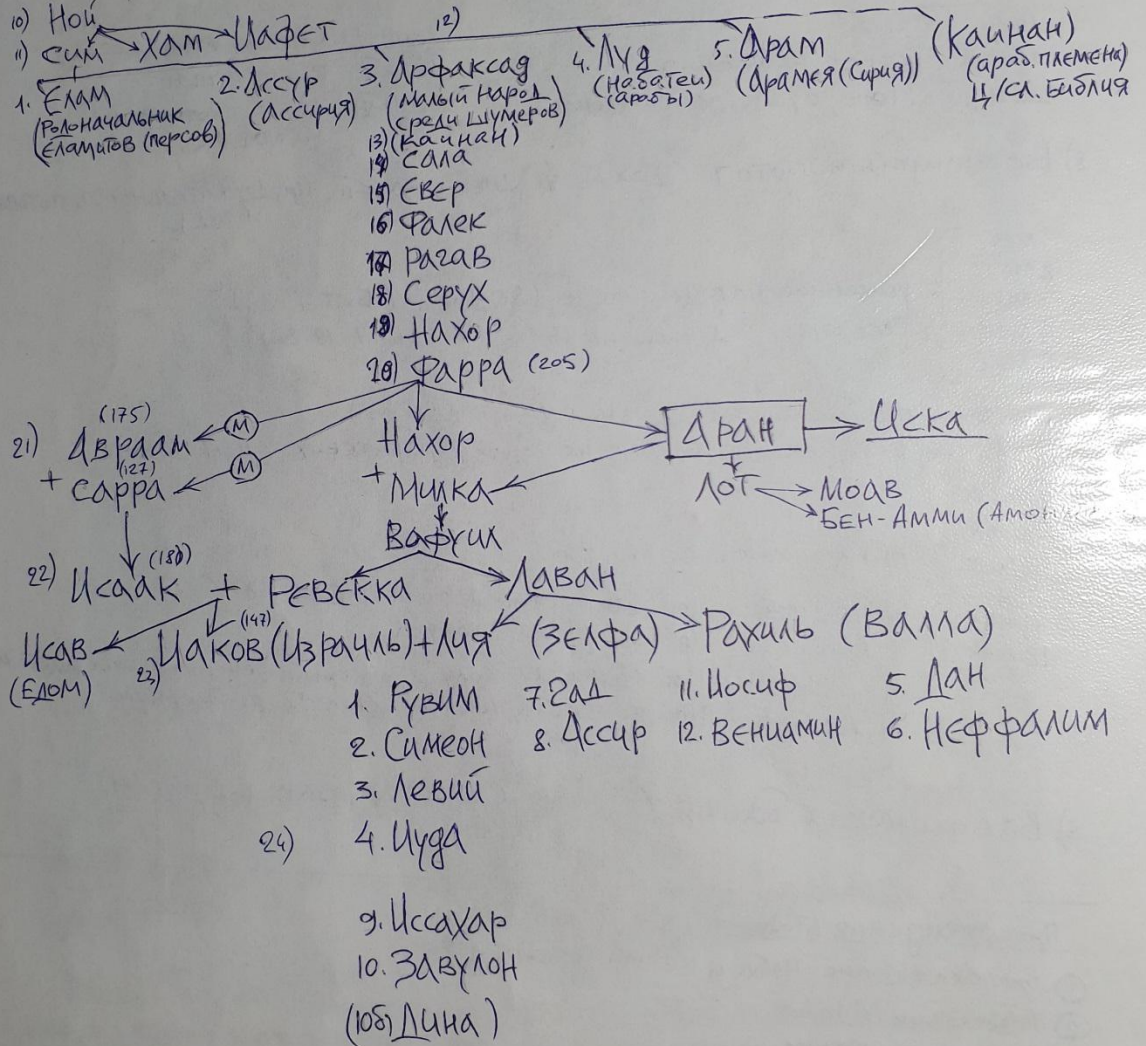 10) Ной
11) Сим Хам Иафет 12)
1. Елам 2. Ассур 3. Арфаксад 4. Луд 5. Арам (Каинан)
(Родоначальник (Ассирия) (малый народ (набатеи) (Арамея (Сирия)) (араб. племена)
(Еламитов (персов) среди шумеров) (арабы) Ц/сл. Библия
13) (Каинан)
14) Сала
15) Евер
16) Фалек
17) Рагав
18) Серух
19) Нахор
20) Фарра (205)
(175)
21) Авраам М Нахор Аран Иска
(127)
+ Сарра М + Милка Лот Моав
Бен-Амми
Вафуил
(180)
22) Исаак + Ревекка Лаван
(147)
Исав 23) Иаков (Израиль) + Лия (Зелфа) Рахиль (Валла)
(Едом)
1. Рувим 7. Гад 11. Иосиф 5. Дан
2. Симеон 8. Ассир 12. Вениамин 6. Неффалим
3. Левий
24) 4. Иуда
9. Иссахар
10. Завулон
(10б) Дина)